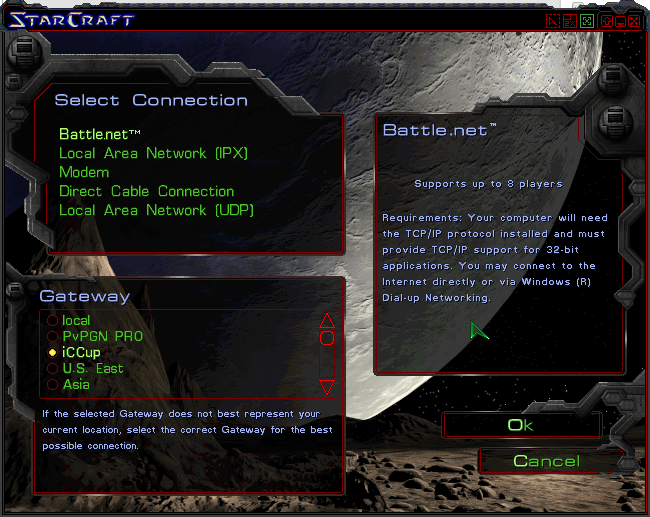 StarCraft
Select Connection
Battle.net™
Local Area Network (IPX)
Modem
Direct Cable Connection
Local Area Network (UDP)
Battle.net™
Supports up to 8 players
Requirements: Your computer will need
the TCP/IP protocol installed and must
provide TCP/IP support for 32-bit
applications. You may connect to the
Internet directly or via Windows (R)
Dial-up Networking.
Gateway
local
PvPGN PRO
iCCup
U.S. East
Asia
If the selected Gateway does not best represent your
current location, select the correct Gateway for the best
possible connection.
Ok
Cancel